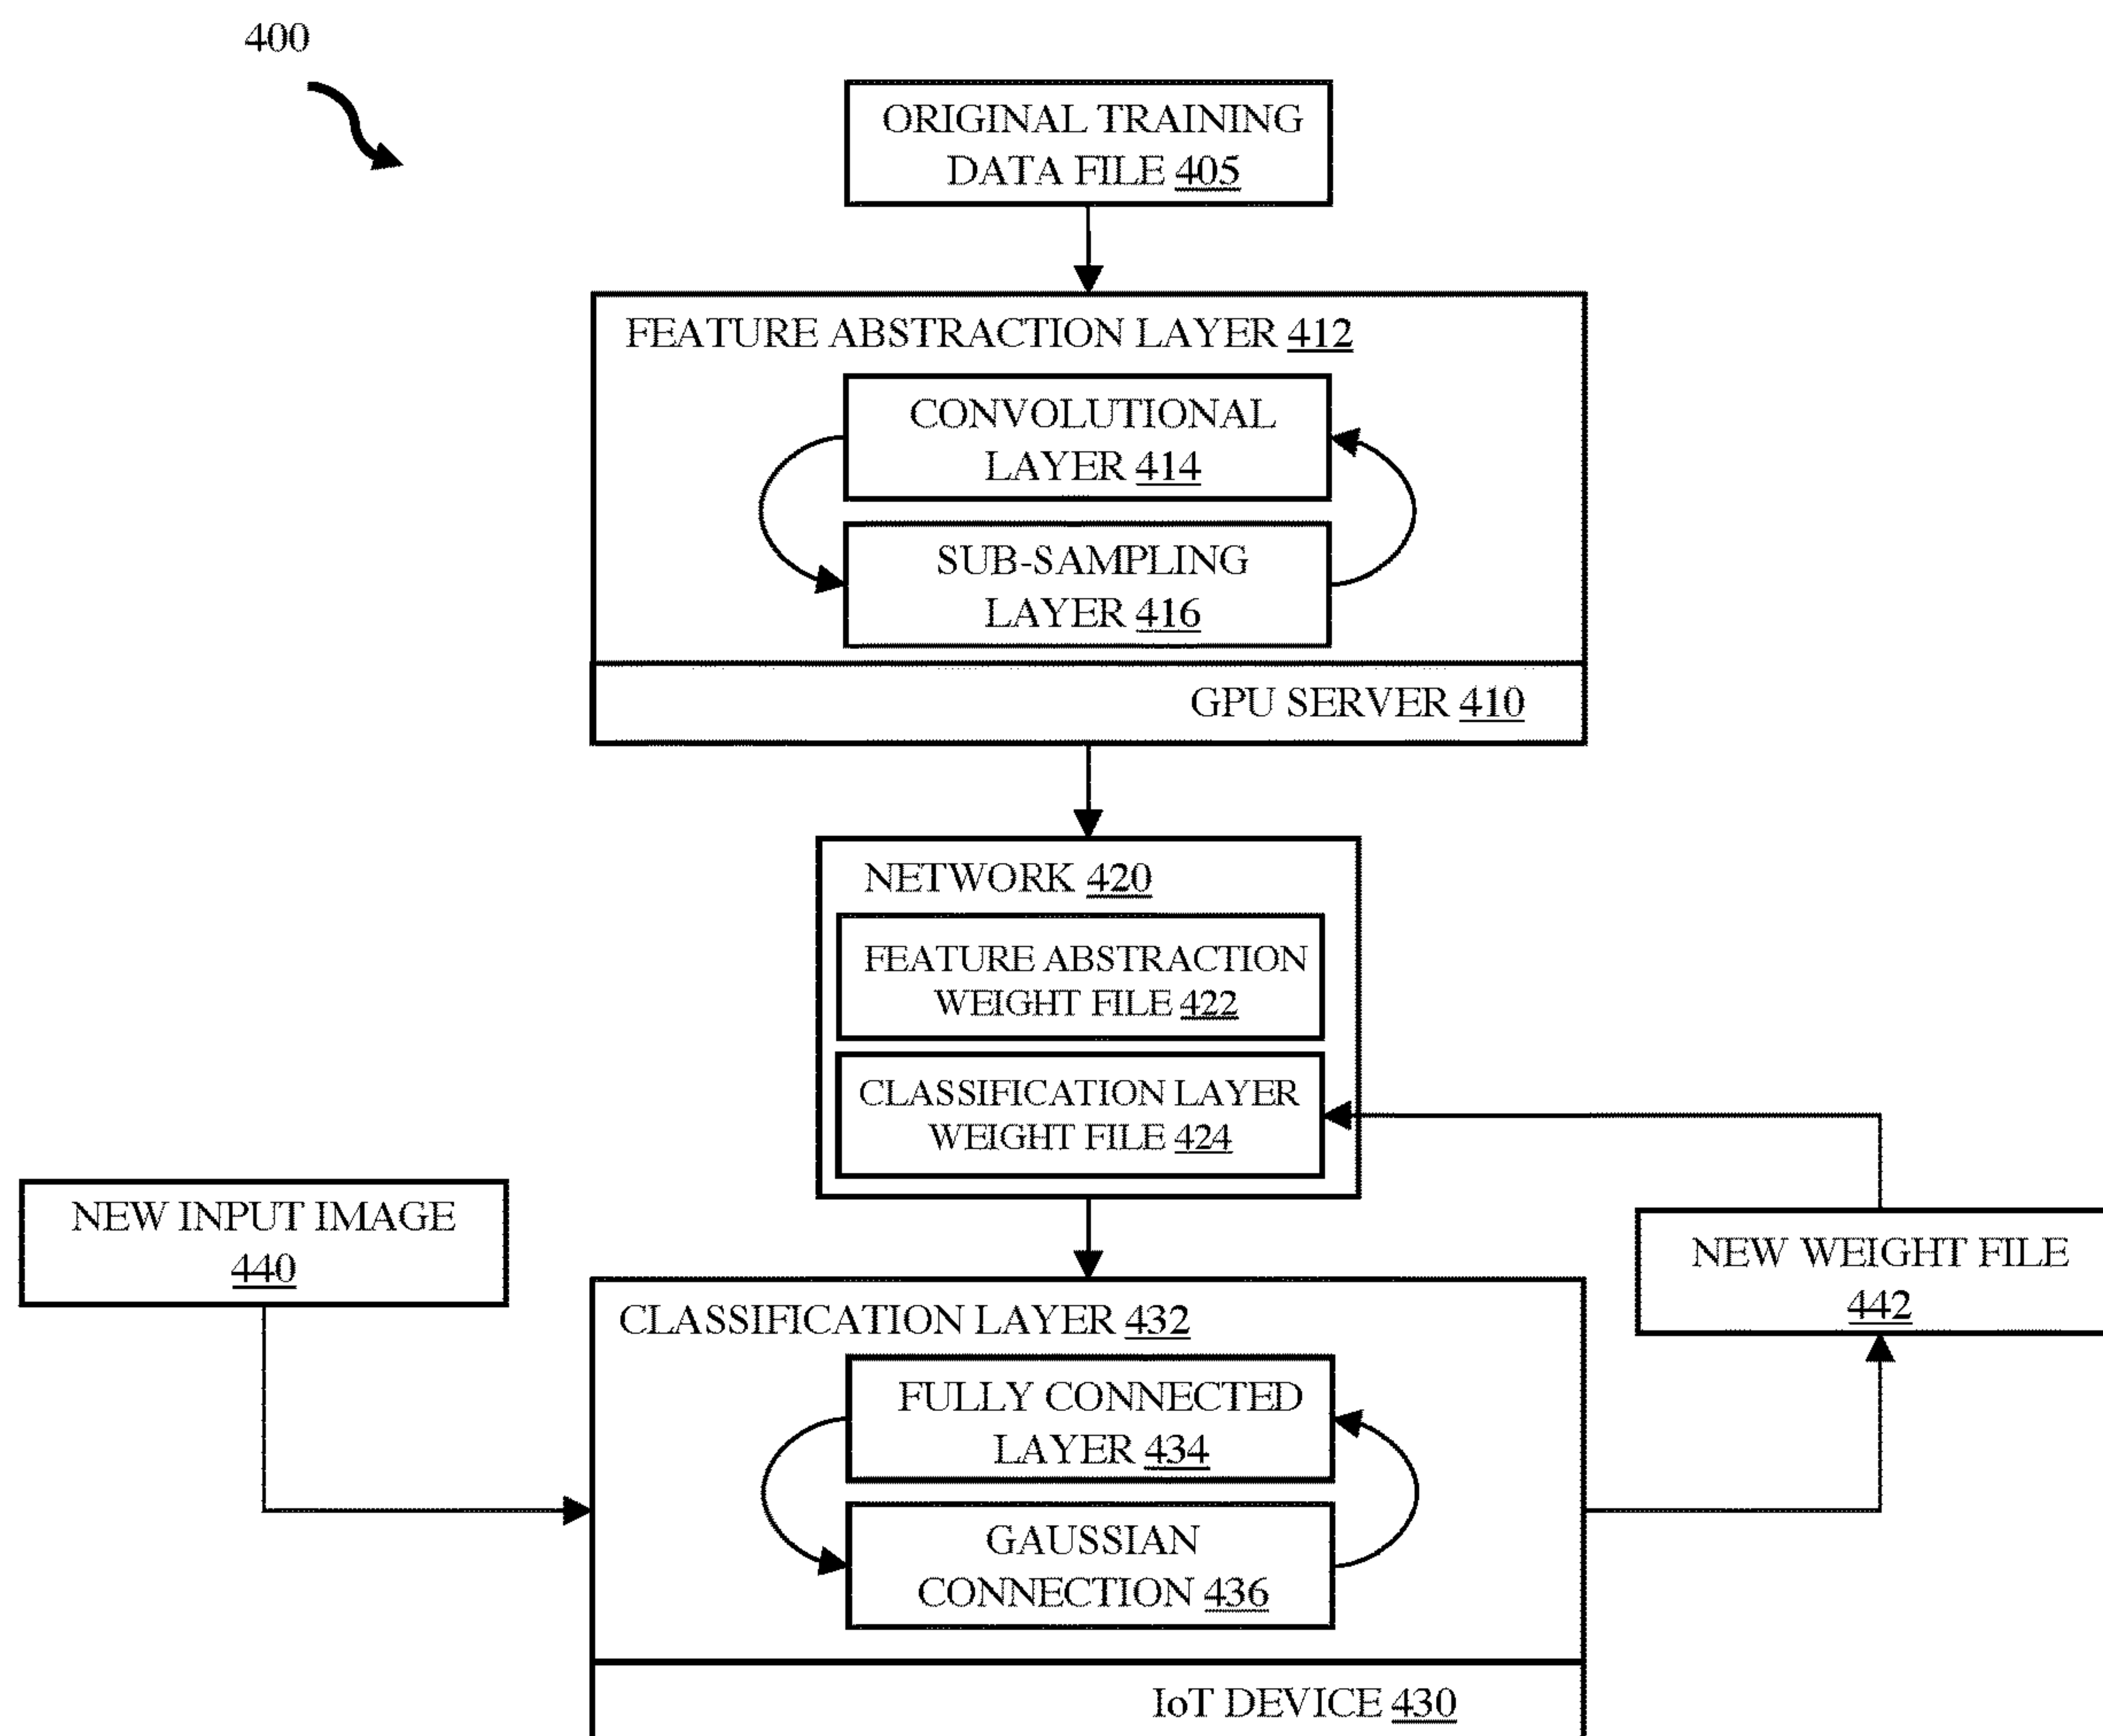 400
ORIGINAL TRAINING
DATA FILE 405
FEATURE ABSTRACTION LAYER 412
CONVOLUTIONAL
LAYER 414
SUB-SAMPLING
LAYER 416
GPU SERVER 410
NETWORK 420
FEATURE ABSTRACTION
WEIGHT FILE 422
CLASSIFICATION LAYER
WEIGHT FILE 424
NEW INPUT IMAGE
440
NEW WEIGHT FILE
442
CLASSIFICATION LAYER 432
FULLY CONNECTED
LAYER 434
GAUSSIAN
CONNECTION 436
IoT DEVICE 430